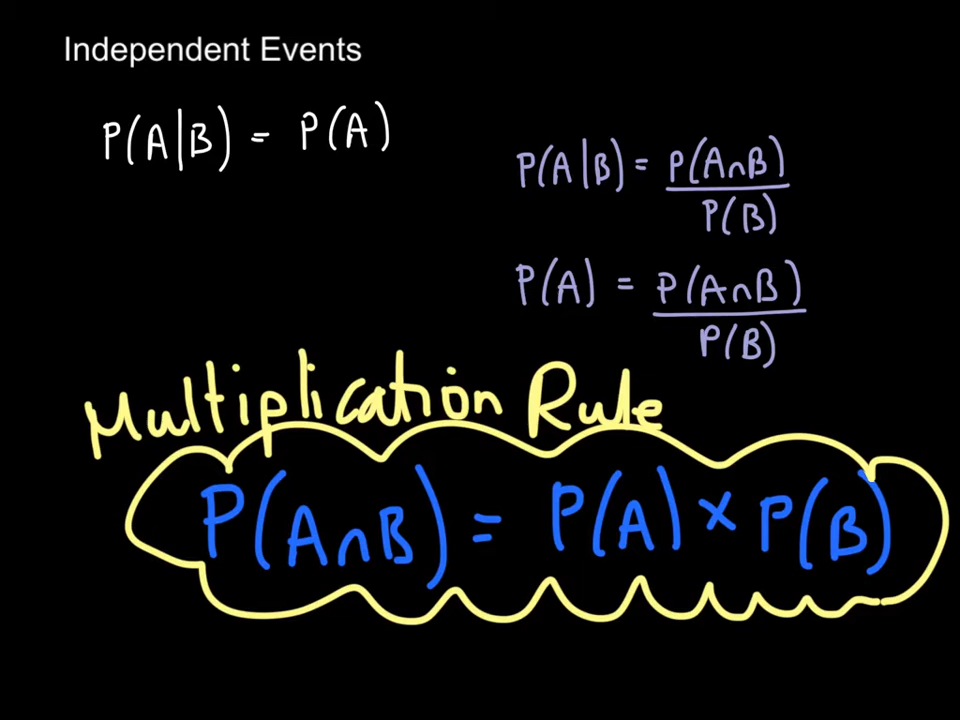 Independent Events
P(A|B) = P(A)
P(A|B) = P(A∩B) / P(B)
P(A) = P(A∩B) / P(B)
Multiplication Rule
P(A∩B) = P(A) × P(B)